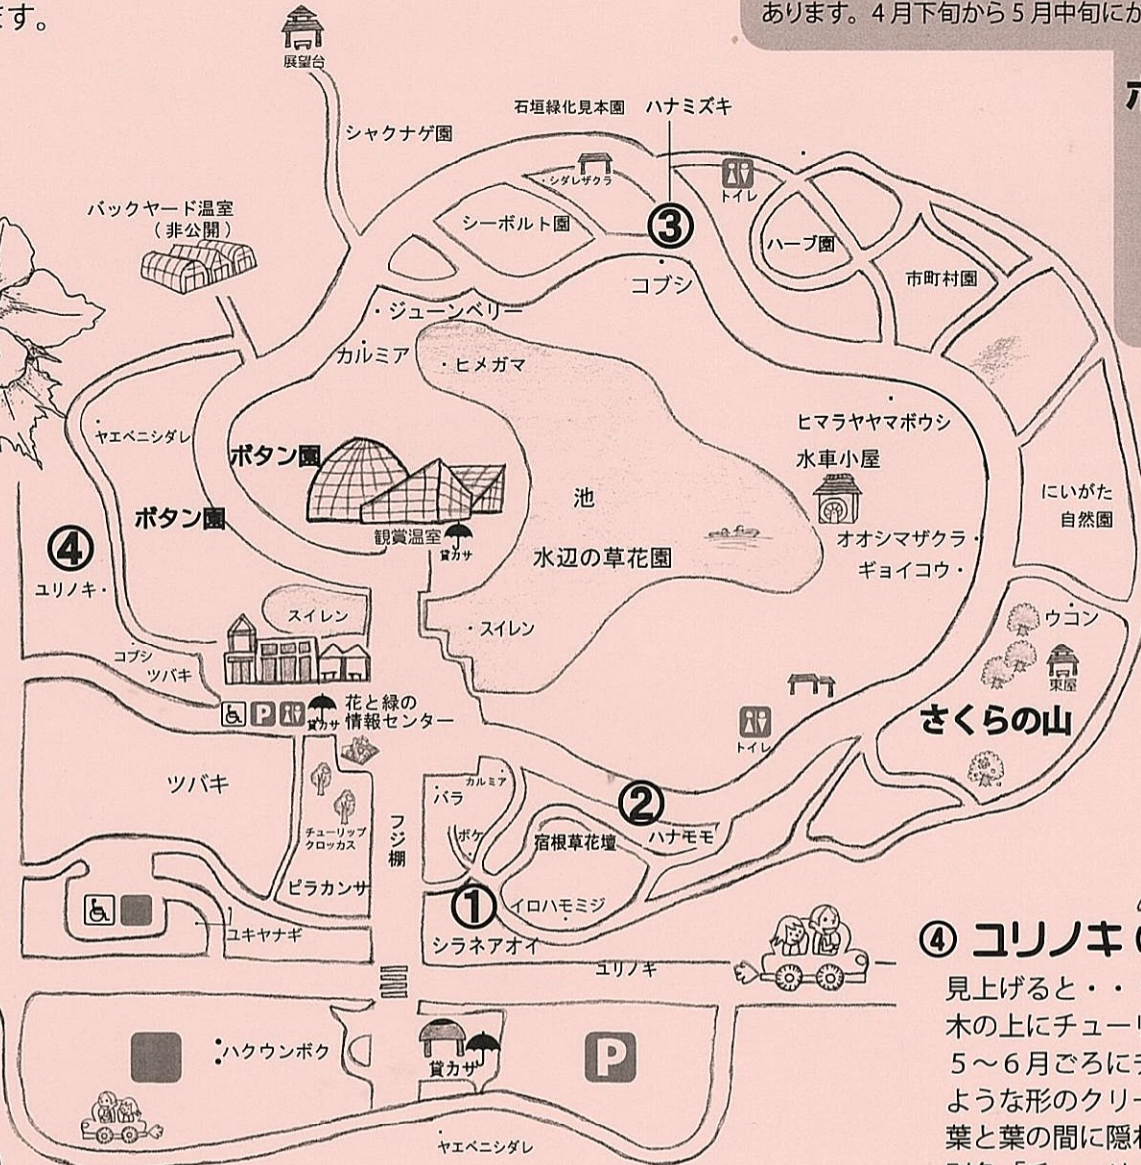 ます。
あります。4月下旬から5月中旬にか
展望台
シャクナゲ園
石垣緑化見本園
ハナミズキ
・シダレザクラ
トイレ
バックヤード温室
（非公開）
シーボルト園
③
ハーブ園
市町村園
コブシ
・ジューンベリー
カルミア
・ヒメガマ
ヤエベニシダレ
ボタン園
ボタン園
ヒマラヤヤマボウシ
水車小屋
池
観賞温室
貸カサ
水辺の草花園
にいがた
自然園
オオシマザクラ・
ギョイコウ・
④
ユリノキ・
スイレン
・スイレン
ウコン
東屋
コブシ
ツバキ
P
貸カサ
花と緑の
情報センター
さくらの山
トイレ
ツバキ
カルミア
バラ
ボケ
②
ハナモモ
宿根草花壇
チューリップ
クロッカス
フジ棚
ピラカンサ
①
イロハモミジ
ユキヤナギ
シラネアオイ
ユリノキ
④ ユリノキ
見上げると・・
木の上にチューリ
5～6月ごろにチ
ような形のクリー
葉と葉の間に隠れ
ハクウンボク
貸カサ
P
ヤエベニシダレ